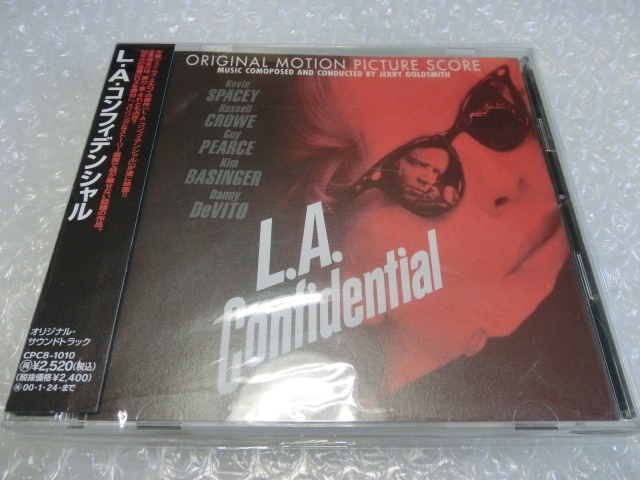 ORIGINAL MOTION PICTURE SCORE
MUSIC COMOPOSED AND CONDUCTED BY JERRY GOLDSMITH
Kevin
SPACEY
Russell
CROWE
Guy
PEARCE
Kim
BASINGER
Danny
DeVITO
L.A.
Confidential
L.A.コンフィデンシャル
オリジナル・
サウンドトラック
CPC8-1010
¥2,520(税込)
(税抜価格¥2,400)
00・1・24・まで